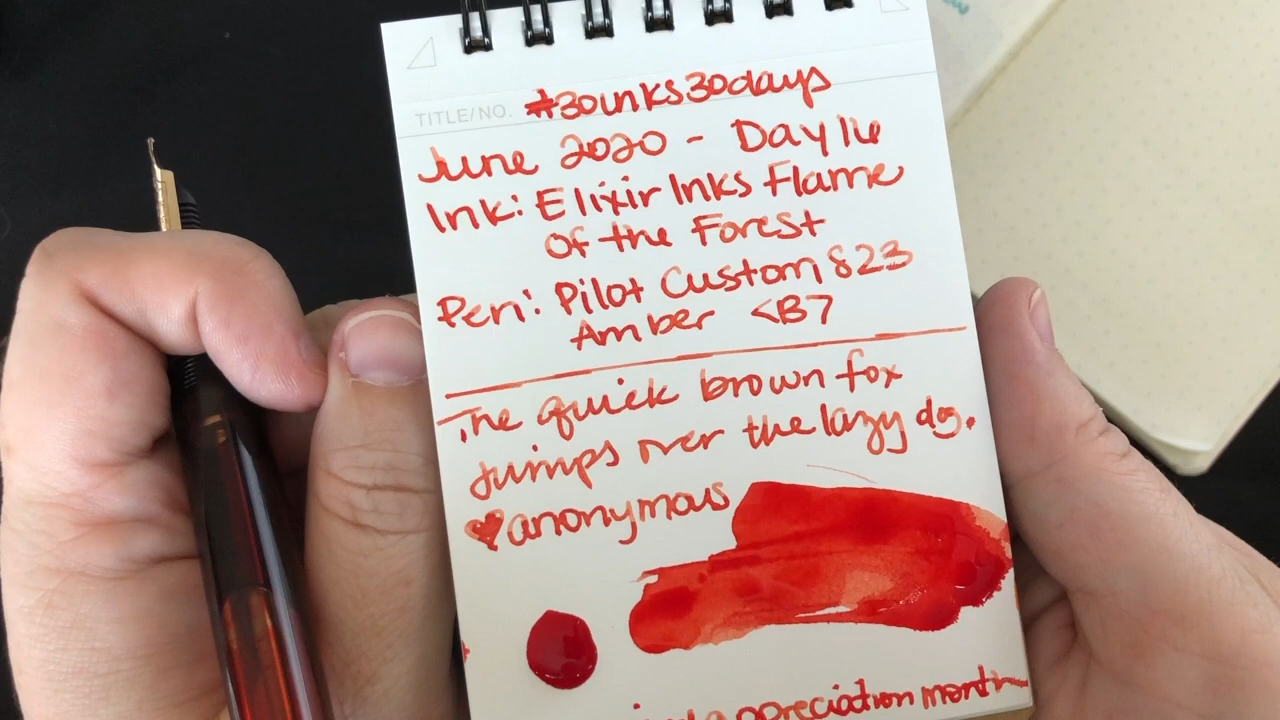 TITLE/NO. #30inks30days
June 2020 - Day 16
Ink: Elixir Inks Flame
of the Forest
Pen: Pilot Custom 823
Amber <B>
The quick brown fox
jumps over the lazy dog.
♥anonymous
appreciation month